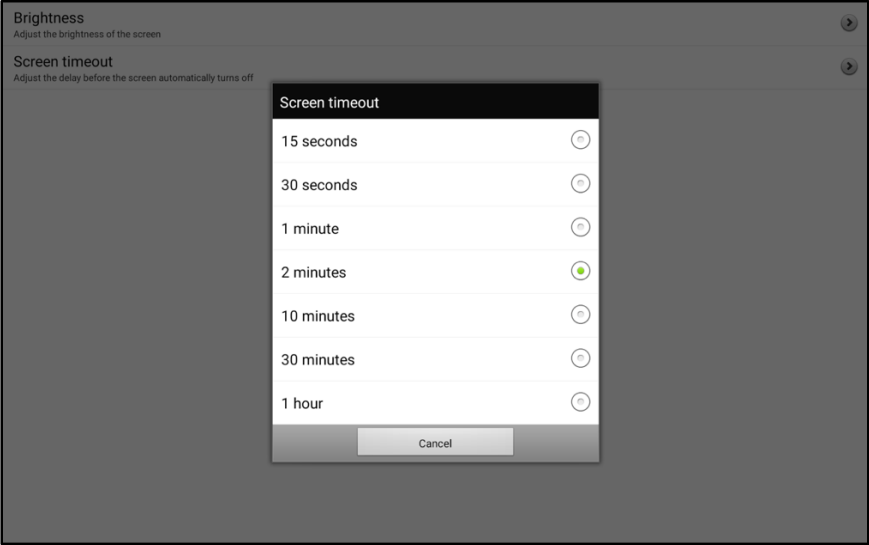 Brightness
Adjust the brightness of the screen
Screen timeout
Adjust the delay before the screen automatically turns off
Screen timeout
15 seconds
30 seconds
1 minute
2 minutes
10 minutes
30 minutes
1 hour
Cancel